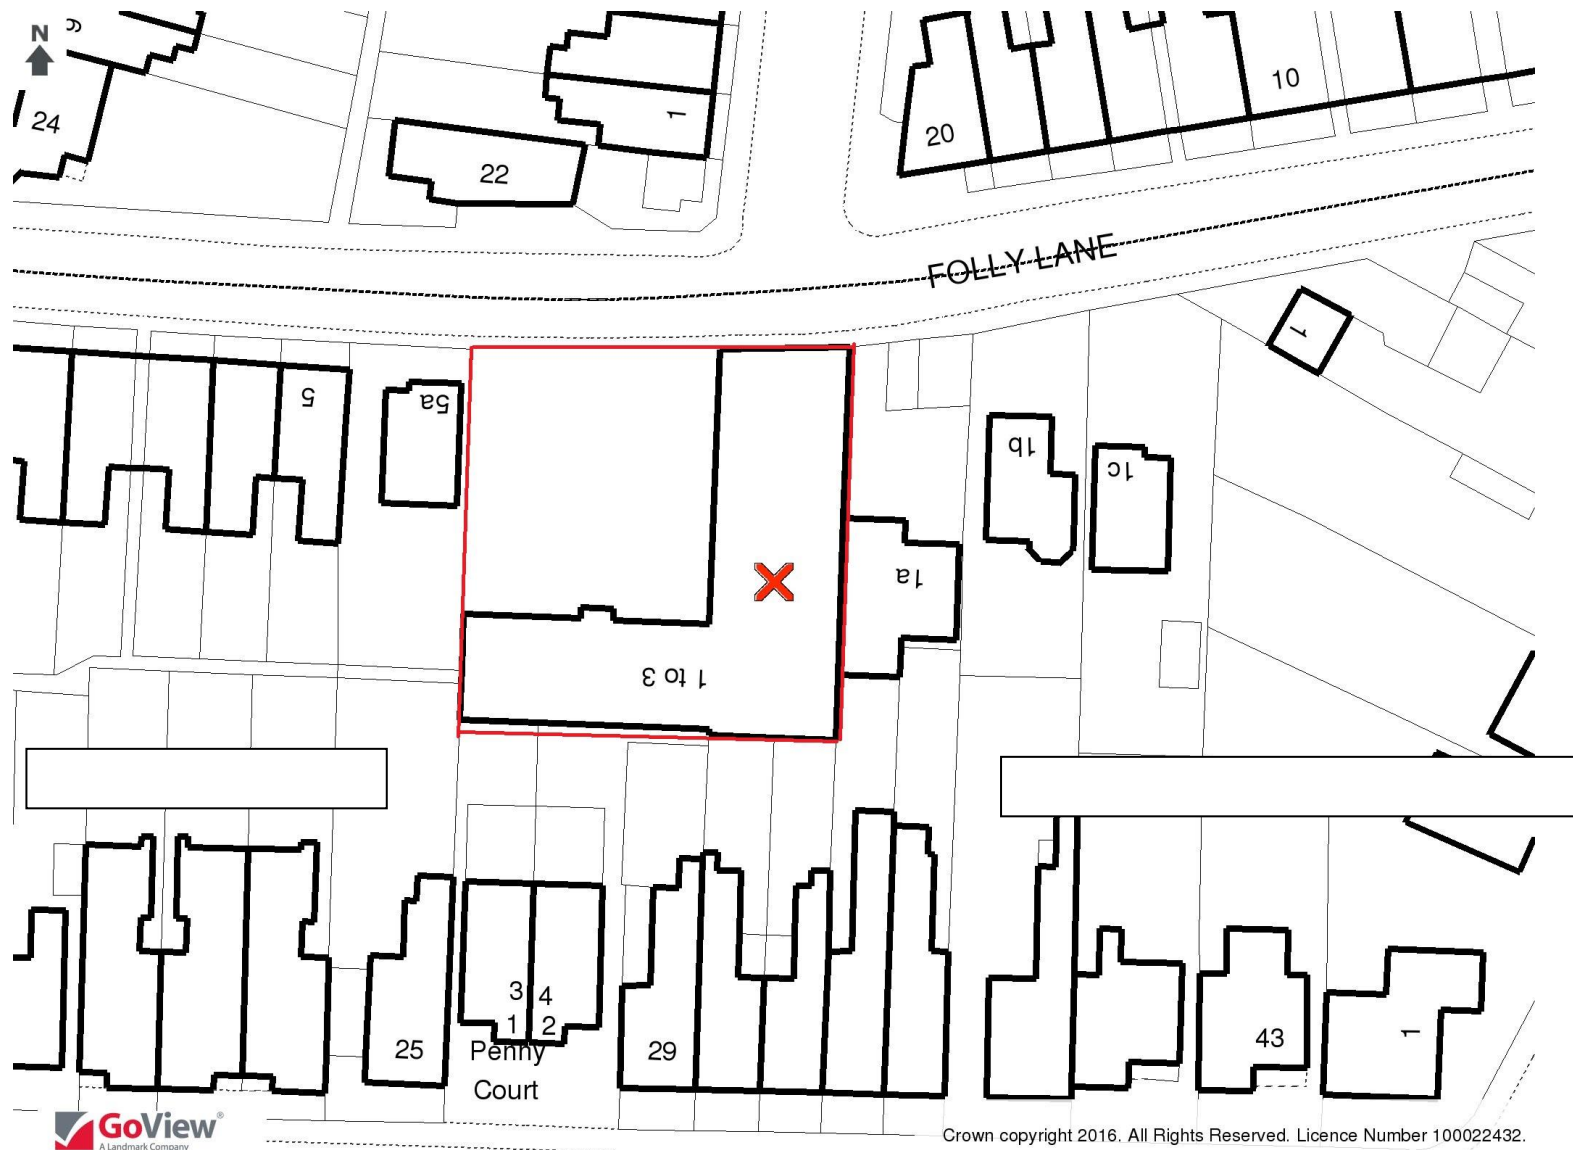 N
9
24
22
1
20
10
FOLLY LANE
1
5
5a
1b
1c
1a
1 to 3
3 4
1 2
25
Penny
Court
29
43
1
GoView®
A Landmark Company
Crown copyright 2016. All Rights Reserved. Licence Number 100022432.